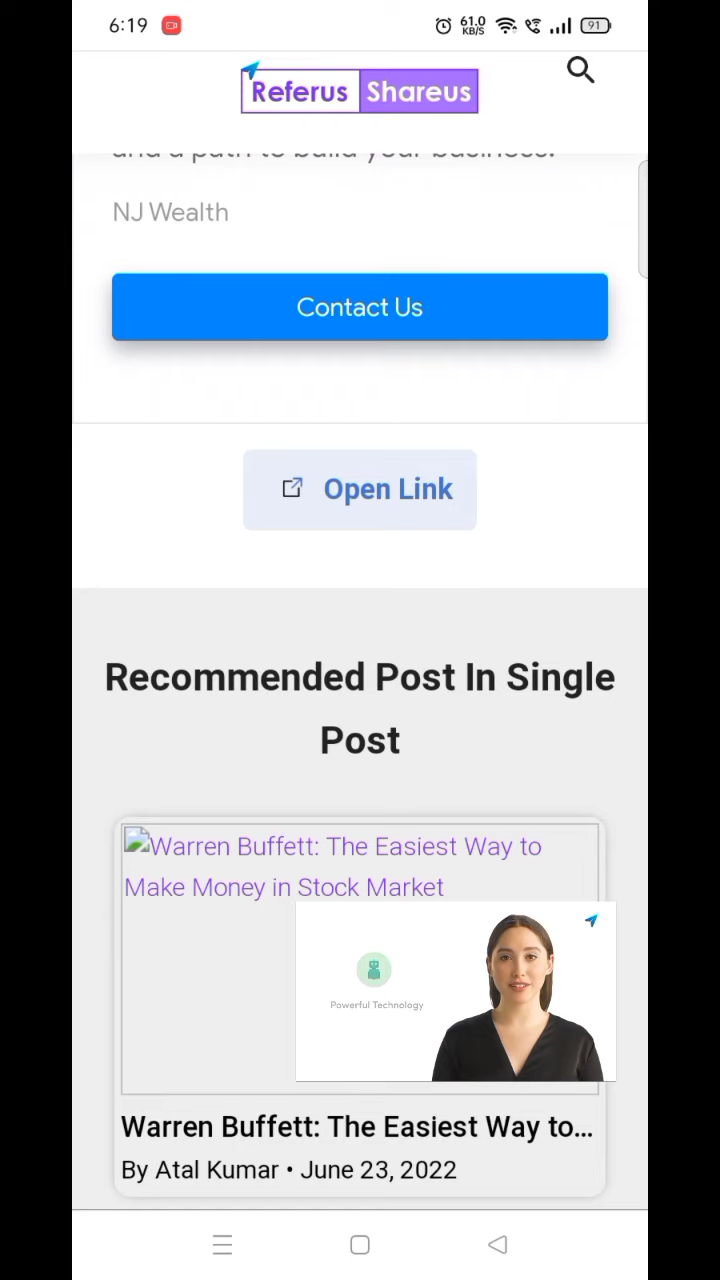 6:19
61.0
KB/S
91
Referus Shareus
and a path to build your business.
NJ Wealth
Contact Us
Open Link
Recommended Post In Single
Post
Warren Buffett: The Easiest Way to
Make Money in Stock Market
Powerful Technology
Warren Buffett: The Easiest Way to...
By Atal Kumar • June 23, 2022